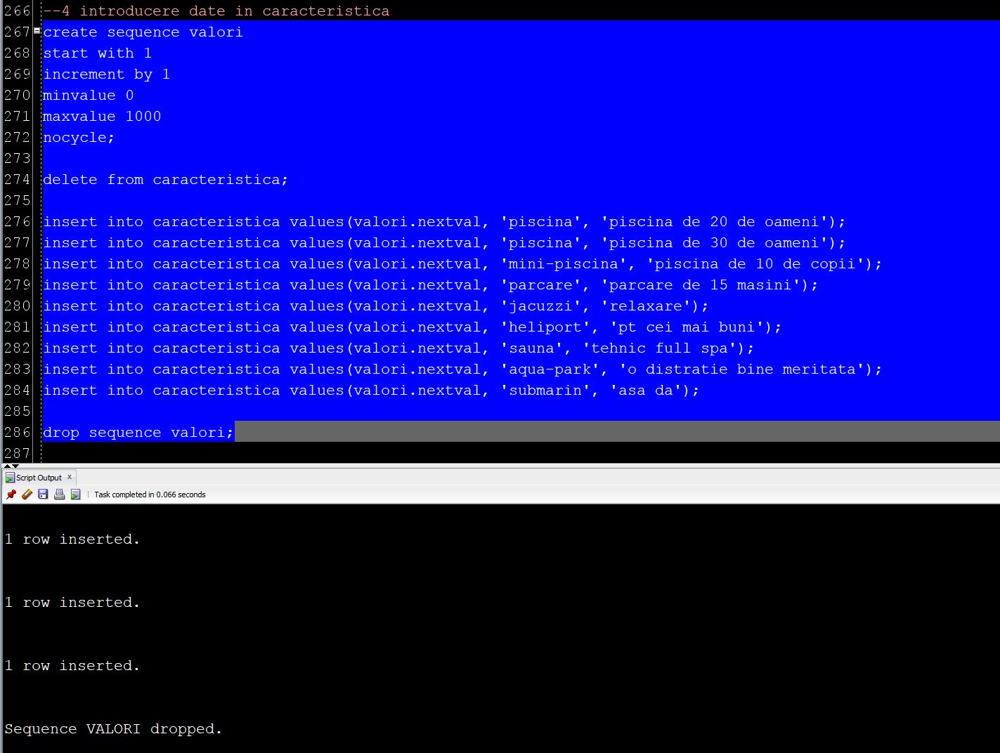 266 --4 introducere date in caracteristica
267 create sequence valori
268 start with 1
269 increment by 1
270 minvalue 0
271 maxvalue 1000
272 nocycle;
273
274 delete from caracteristica;
275
276 insert into caracteristica values(valori.nextval, 'piscina', 'piscina de 20 de oameni');
277 insert into caracteristica values(valori.nextval, 'piscina', 'piscina de 30 de oameni');
278 insert into caracteristica values(valori.nextval, 'mini-piscina', 'piscina de 10 de copii');
279 insert into caracteristica values(valori.nextval, 'parcare', 'parcare de 15 masini');
280 insert into caracteristica values(valori.nextval, 'jacuzzi', 'relaxare');
281 insert into caracteristica values(valori.nextval, 'heliport', 'pt cei mai buni');
282 insert into caracteristica values(valori.nextval, 'sauna', 'tehnic full spa');
283 insert into caracteristica values(valori.nextval, 'aqua-park', 'o distratie bine meritata');
284 insert into caracteristica values(valori.nextval, 'submarin', 'asa da');
285
286 drop sequence valori;
287
Script Output x
Task completed in 0.066 seconds
1 row inserted.
1 row inserted.
1 row inserted.
Sequence VALORI dropped.